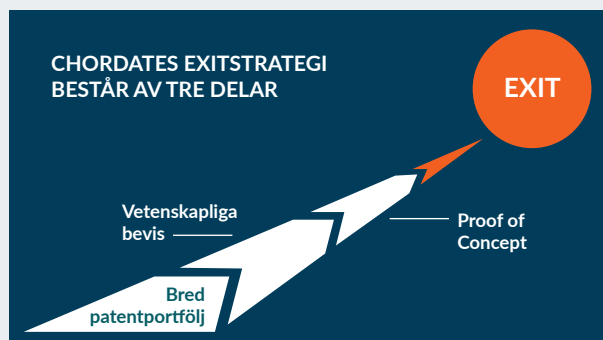 CHORDATES EXITSTRATEGI
BESTÅR AV TRE DELAR
EXIT
Vetenskapliga
bevis
Proof of
Concept
Bred
patentportfölj